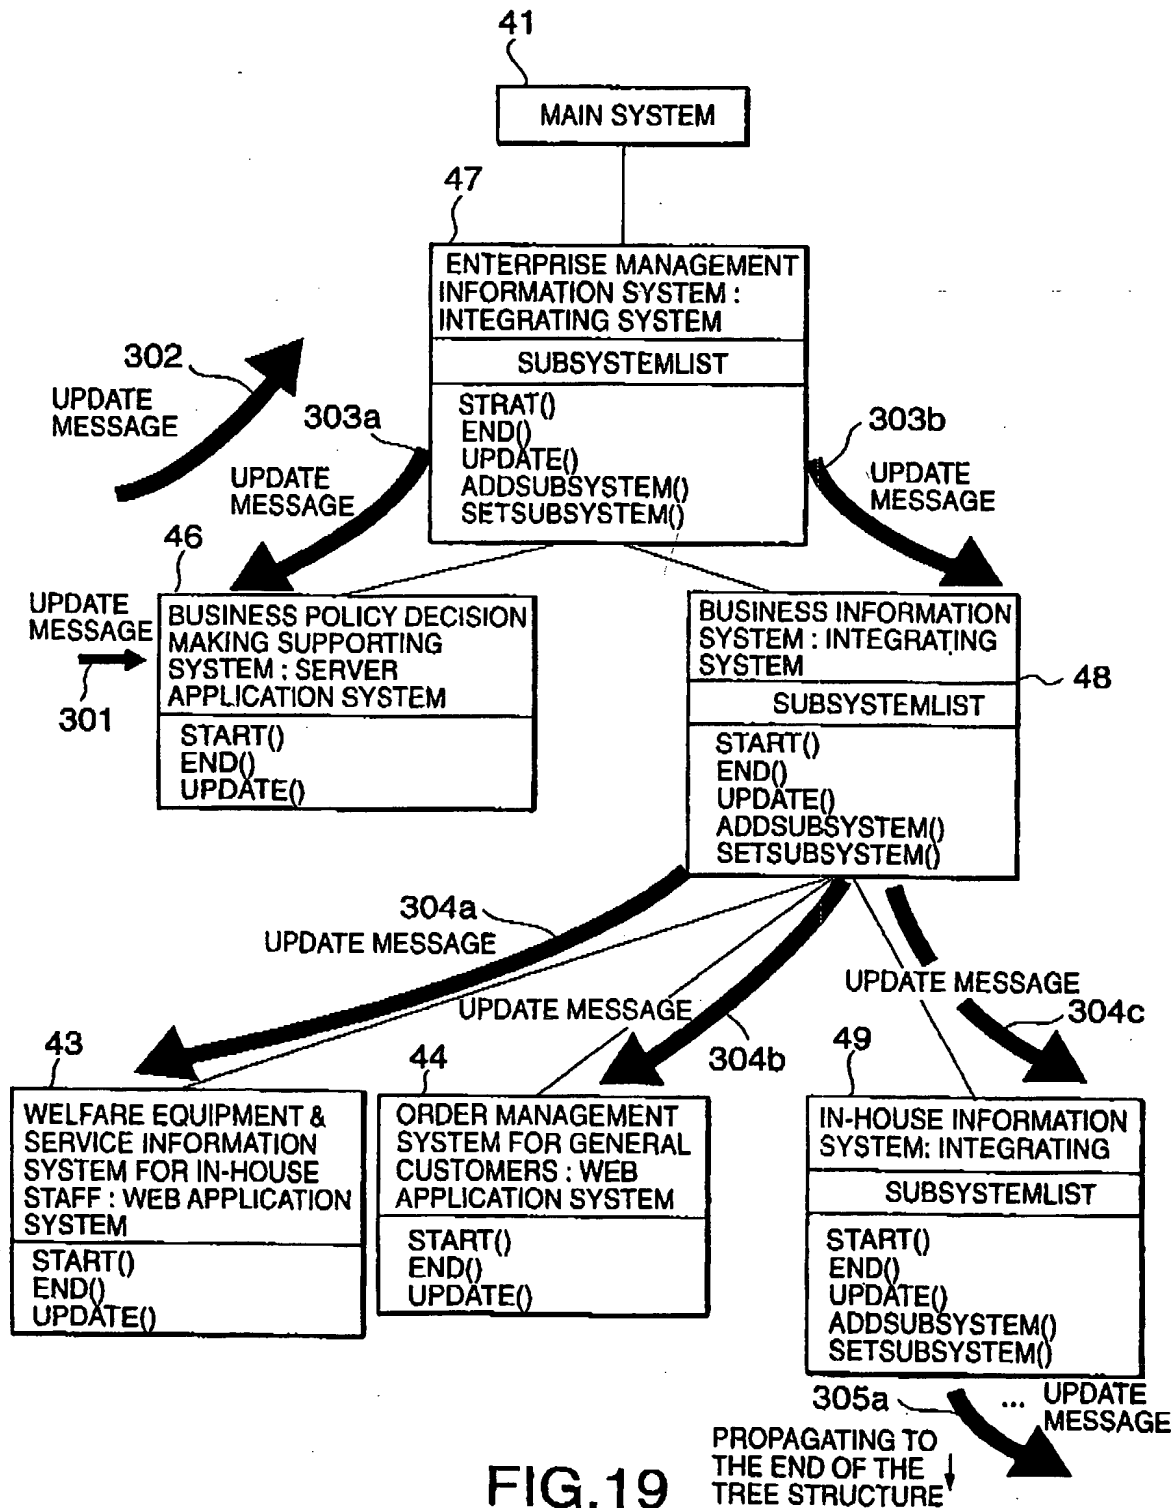 41
MAIN SYSTEM
47
ENTERPRISE MANAGEMENT
INFORMATION SYSTEM :
INTEGRATING SYSTEM
SUBSYSTEMLIST
STRAT()
END()
UPDATE()
ADDSUBSYSTEM()
SETSUBSYSTEM()
302
UPDATE
MESSAGE
303a
UPDATE
MESSAGE
303b
UPDATE
MESSAGE
46
UPDATE
MESSAGE
301
BUSINESS POLICY DECISION
MAKING SUPPORTING
SYSTEM : SERVER
APPLICATION SYSTEM
START()
END()
UPDATE()
BUSINESS INFORMATION
SYSTEM : INTEGRATING
SYSTEM
48
SUBSYSTEMLIST
START()
END()
UPDATE()
ADDSUBSYSTEM()
SETSUBSYSTEM()
304a
UPDATE MESSAGE
UPDATE MESSAGE
304b
UPDATE MESSAGE
304c
43
WELFARE EQUIPMENT &
SERVICE INFORMATION
SYSTEM FOR IN-HOUSE
STAFF : WEB APPLICATION
SYSTEM
START()
END()
UPDATE()
44
ORDER MANAGEMENT
SYSTEM FOR GENERAL
CUSTOMERS : WEB
APPLICATION SYSTEM
START()
END()
UPDATE()
49
IN-HOUSE INFORMATION
SYSTEM: INTEGRATING
SUBSYSTEMLIST
START()
END()
UPDATE()
ADDSUBSYSTEM()
SETSUBSYSTEM()
305a
... UPDATE
MESSAGE
PROPAGATING TO
THE END OF THE
TREE STRUCTURE
FIG.19